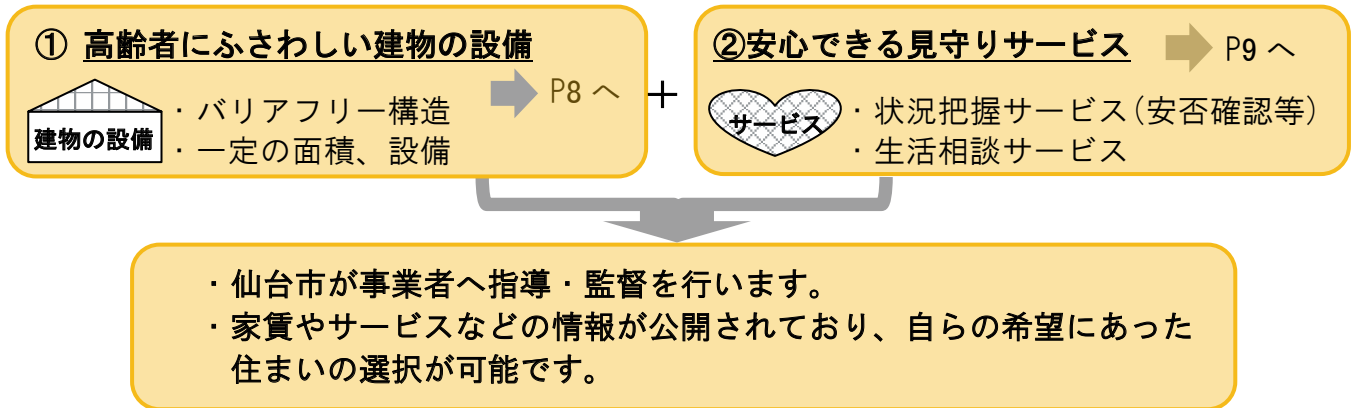 ① 高齢者にふさわしい建物の設備
P8 へ
建物の設備
・バリアフリー構造
・一定の面積、設備
＋
②安心できる見守りサービス
P9 へ
サービス
・状況把握サービス(安否確認等)
・生活相談サービス
・仙台市が事業者へ指導・監督を行います。
・家賃やサービスなどの情報が公開されており、自らの希望にあった
住まいの選択が可能です。